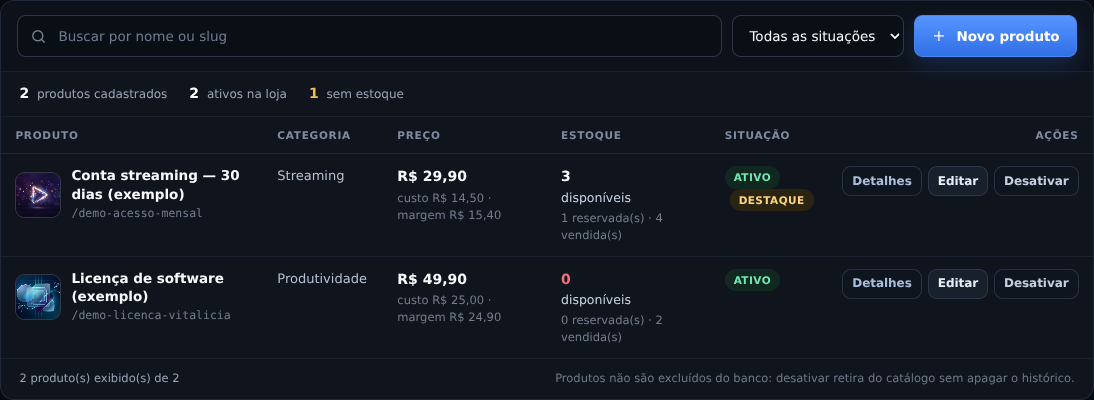 Buscar por nome ou slug
Todas as situações
+ Novo produto
2 produtos cadastrados 2 ativos na loja 1 sem estoque
PRODUTO CATEGORIA PREÇO ESTOQUE SITUAÇÃO AÇÕES
Conta streaming — 30
dias (exemplo)
/demo-acesso-mensal
Streaming
R$ 29,90
custo R$ 14,50 ·
margem R$ 15,40
3
disponíveis
1 reservada(s) · 4
vendida(s)
ATIVO
DESTAQUE
Detalhes Editar Desativar
Licença de software
(exemplo)
/demo-licenca-vitalicia
Produtividade
R$ 49,90
custo R$ 25,00 ·
margem R$ 24,90
0
disponíveis
0 reservada(s) · 2
vendida(s)
ATIVO
Detalhes Editar Desativar
2 produto(s) exibido(s) de 2
Produtos não são excluídos do banco: desativar retira do catálogo sem apagar o histórico.